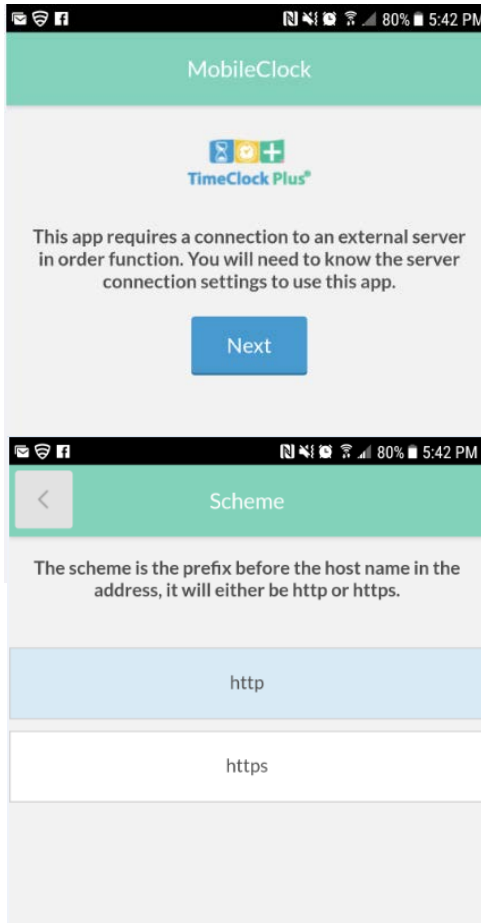 80% 5:42 PM
MobileClock
TimeClock Plus®
This app requires a connection to an external server
in order function. You will need to know the server
connection settings to use this app.
Next
80% 5:42 PM
Scheme
The scheme is the prefix before the host name in the
address, it will either be http or https.
http
https